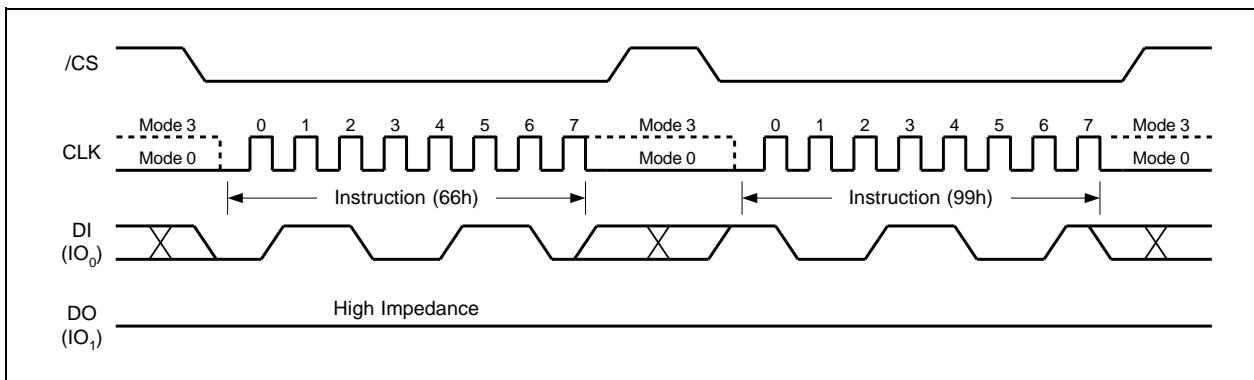 /CS
Mode 3 0 1 2 3 4 5 6 7 Mode 3 0 1 2 3 4 5 6 7 Mode 3
CLK
Mode 0 Mode 0 Mode 0
Instruction (66h) Instruction (99h)
DI
(IO₀)
High Impedance
DO
(IO₁)